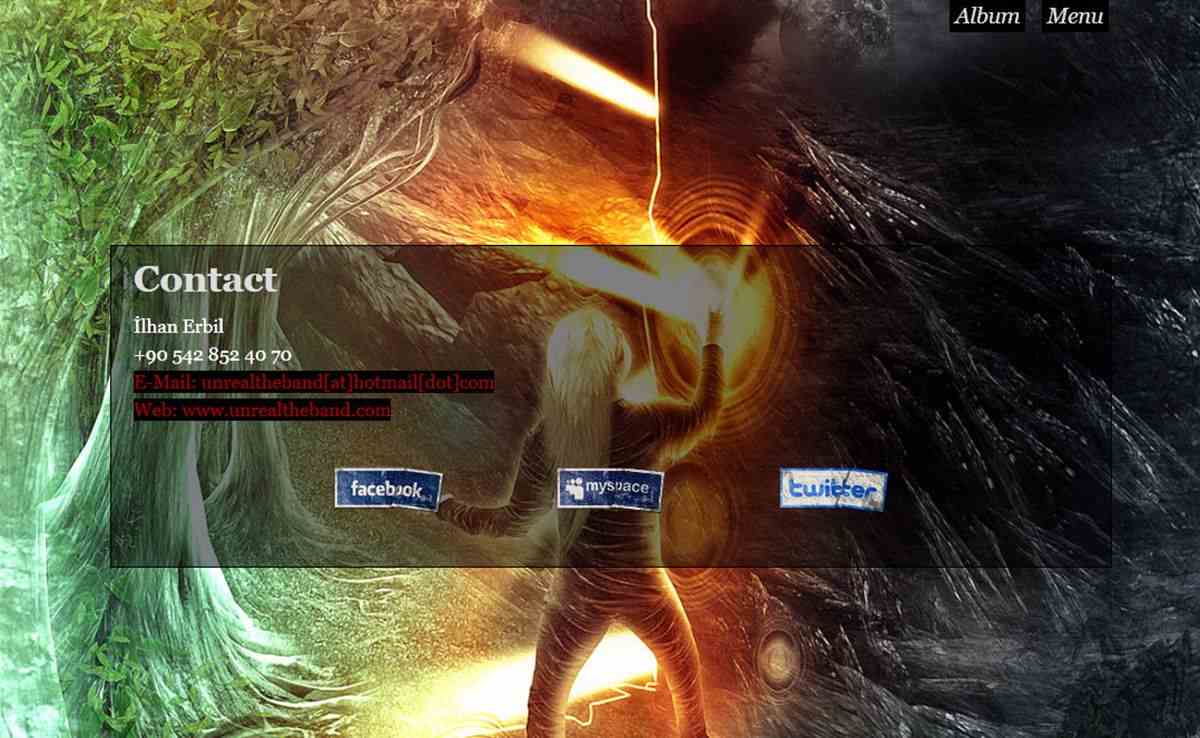 Album Menu
Contact
İlhan Erbil
+90 542 852 40 70
E-Mail: unrealtheband[at]hotmail[dot]com
Web: www.unrealtheband.com
facebook myspace twitter